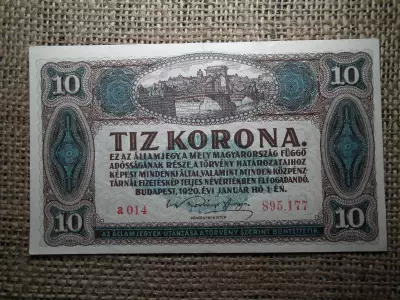 10 10
TIZ KORONA.
EZ AZ ÁLLAMJEGY A MELY MAGYARORSZÁG FÜGGŐ
ADÓSSÁGÁNAK RÉSZE A TÖRVÉNY HATÁROZATAIHOZ
KÉPEST MINDENKI ÁLTAL, VALAMINT MINDEN KÖZPÉNZ-
TÁRNÁL FIZETÉSKÉP TELJES NÉVÉRTÉKBEN ELFOGADANDÓ.
BUDAPEST, 1920. ÉVI JANUÁR HÓ 1-ÉN.
a 014 895,177
PÉNZÜGYMINISZTER
10 10
AZ ÁLLAMJEGYEK UTÁNZÁSA A TÖRVÉNY SZERINT BÜNTETTETIK.